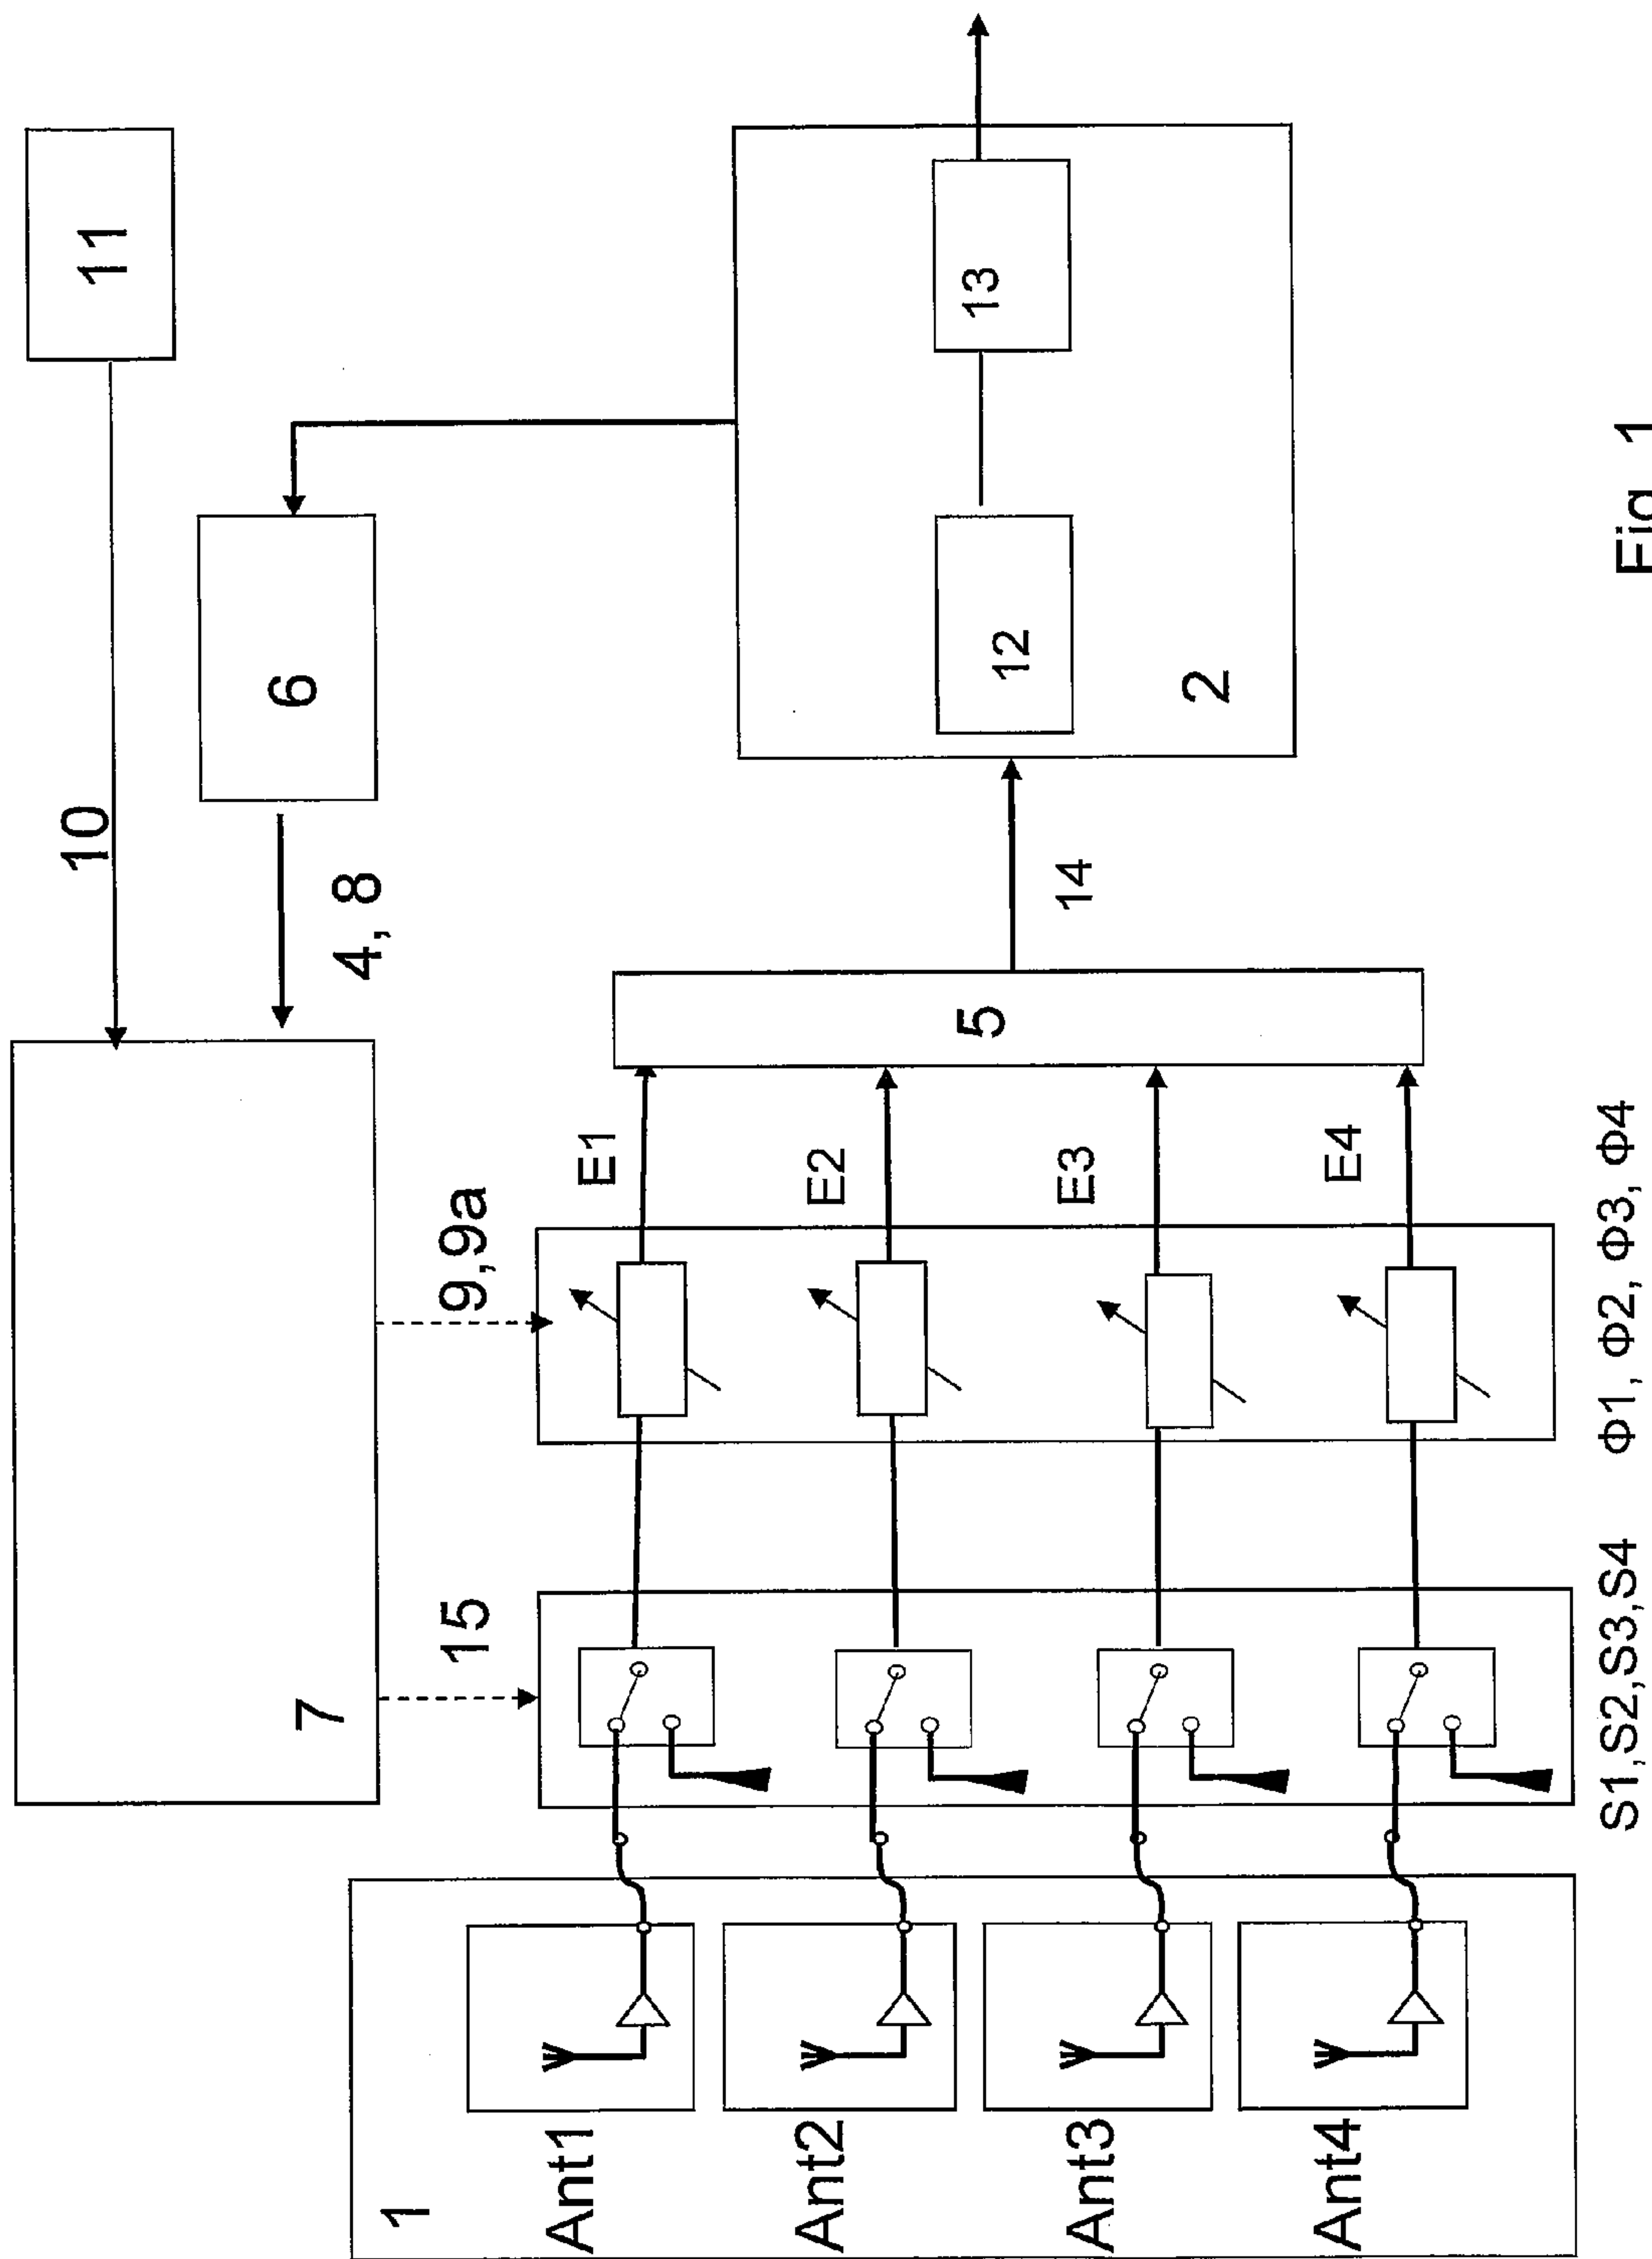 11
10
6
4, 8
7
15
9,9a
1
Ant1
Ant2
Ant3
Ant4
E1
E2
E3
E4
5
14
12
13
2
S1,S2,S3,S4
Φ1, Φ2, Φ3, Φ4
Fig. 1